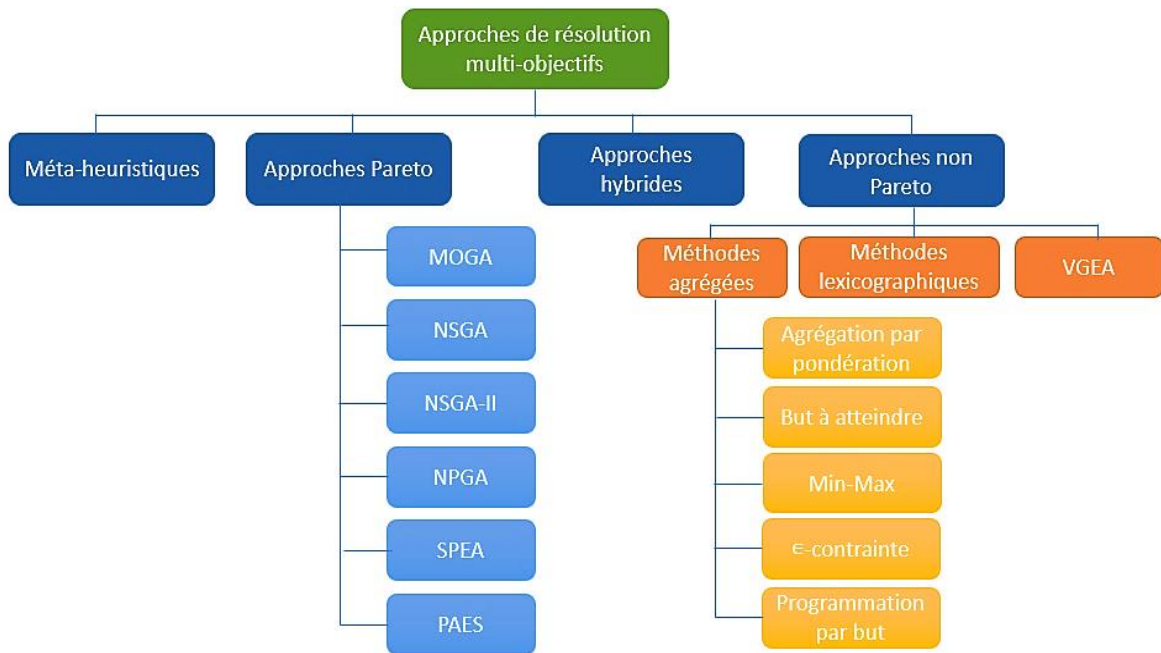 Approches de résolution
multi-objectifs
Méta-heuristiques
Approches Pareto
Approches
hybrides
Approches non
Pareto
MOGA
NSGA
NSGA-II
NPGA
SPEA
PAES
Méthodes
agrégées
Méthodes
lexicographiques
VGEA
Agrégation par
pondération
But à atteindre
Min-Max
∈-contrainte
Programmation
par but